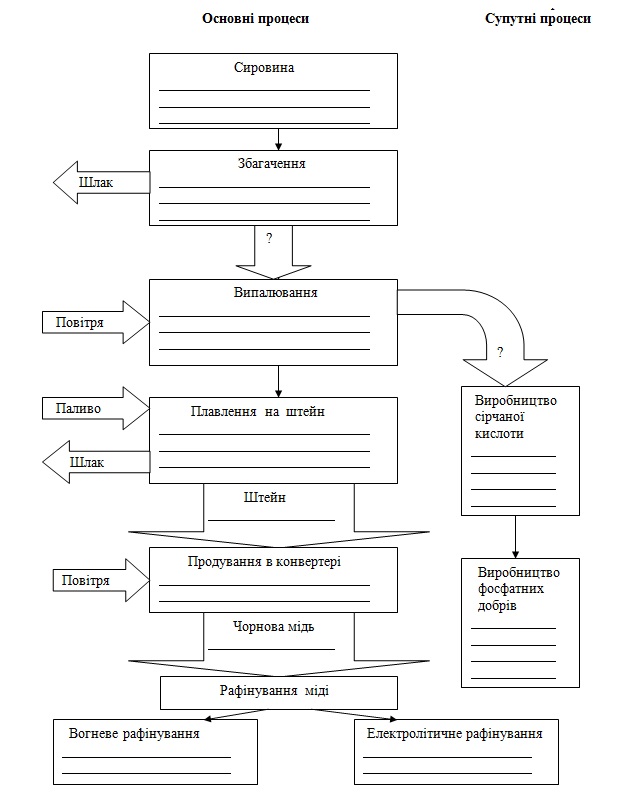 Основні процеси
Супутні процеси
Сировина
Збагачення
Шлак
?
Випалювання
Повітря
?
Паливо
Плавлення на штейн
Шлак
Виробництво
сірчаної
кислоти
Штейн
Продування в конвертері
Повітря
Виробництво
фосфатних
добрів
Чорнова мідь
Рафінування міді
Вогневе рафінування
Електролітичне рафінування